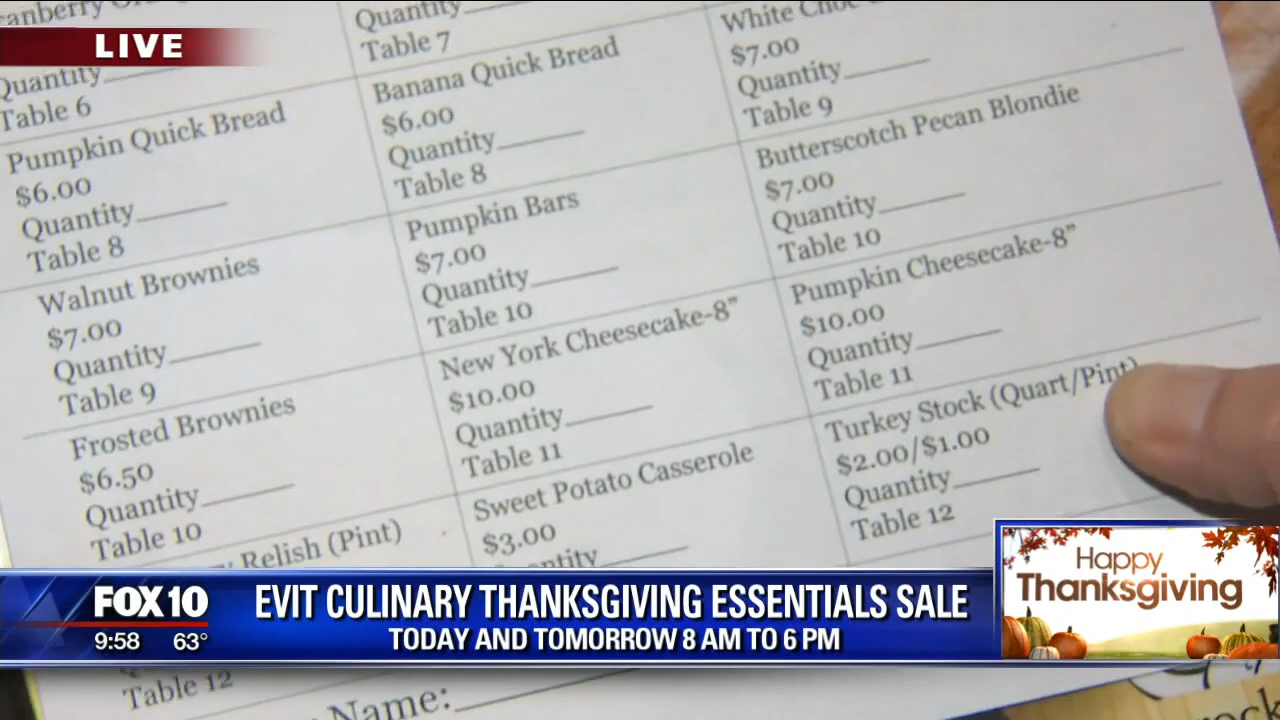 LIVE
Cranberry
Quantity
Table 6
Pumpkin Quick Bread
$6.00
Quantity
Table 8
Walnut Brownies
$7.00
Quantity
Table 9
Frosted Brownies
$6.50
Quantity
Table 10
Relish (Pint)
Table 12
Quantity
Table 7
Banana Quick Bread
$6.00
Quantity
Table 8
Pumpkin Bars
$7.00
Quantity
Table 10
New York Cheesecake-8"
$10.00
Quantity
Table 11
Sweet Potato Casserole
$3.00
Quantity
White Choc
$7.00
Quantity
Table 9
Butterscotch Pecan Blondie
$7.00
Quantity
Table 10
Pumpkin Cheesecake-8"
$10.00
Quantity
Table 11
Turkey Stock (Quart/Pint)
$2.00/$1.00
Quantity
Table 12
Name:
FOX 10
9:58 63°
EVIT CULINARY THANKSGIVING ESSENTIALS SALE
TODAY AND TOMORROW 8 AM TO 6 PM
Happy
Thanksgiving